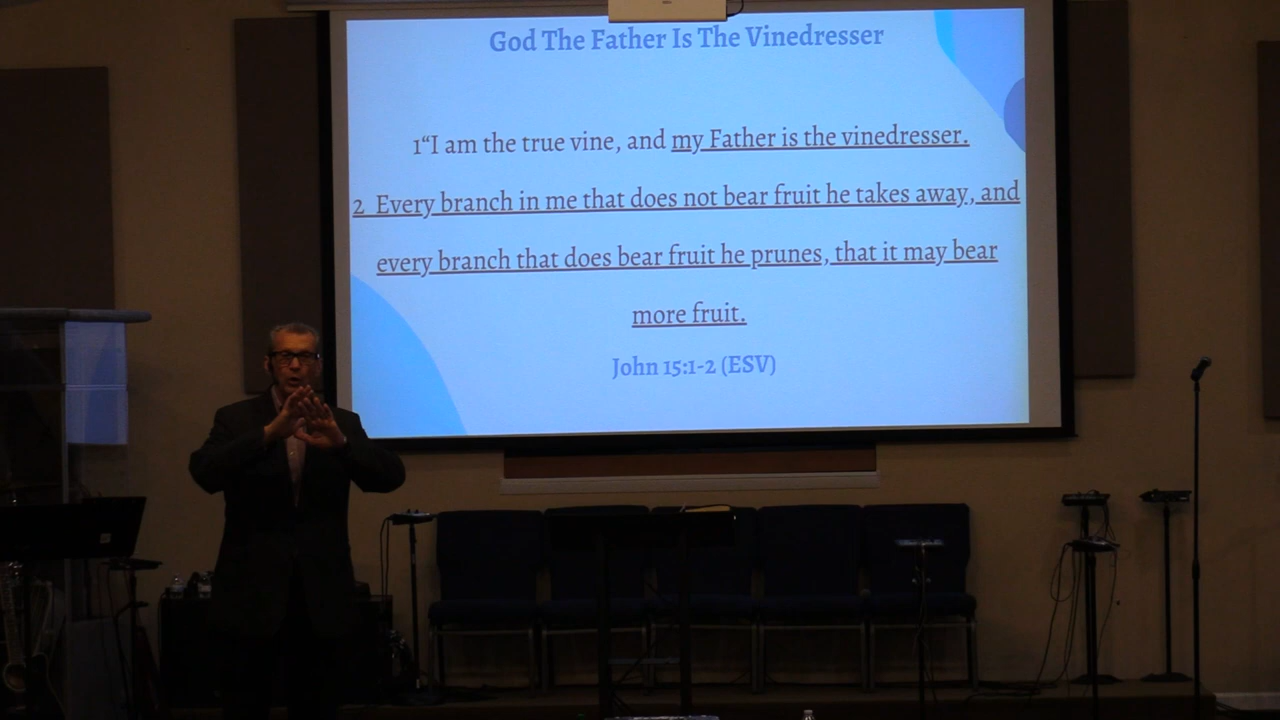 God The Father Is The Vinedresser
1“I am the true vine, and my Father is the vinedresser.
2 Every branch in me that does not bear fruit he takes away, and
every branch that does bear fruit he prunes, that it may bear
more fruit.
John 15:1-2 (ESV)